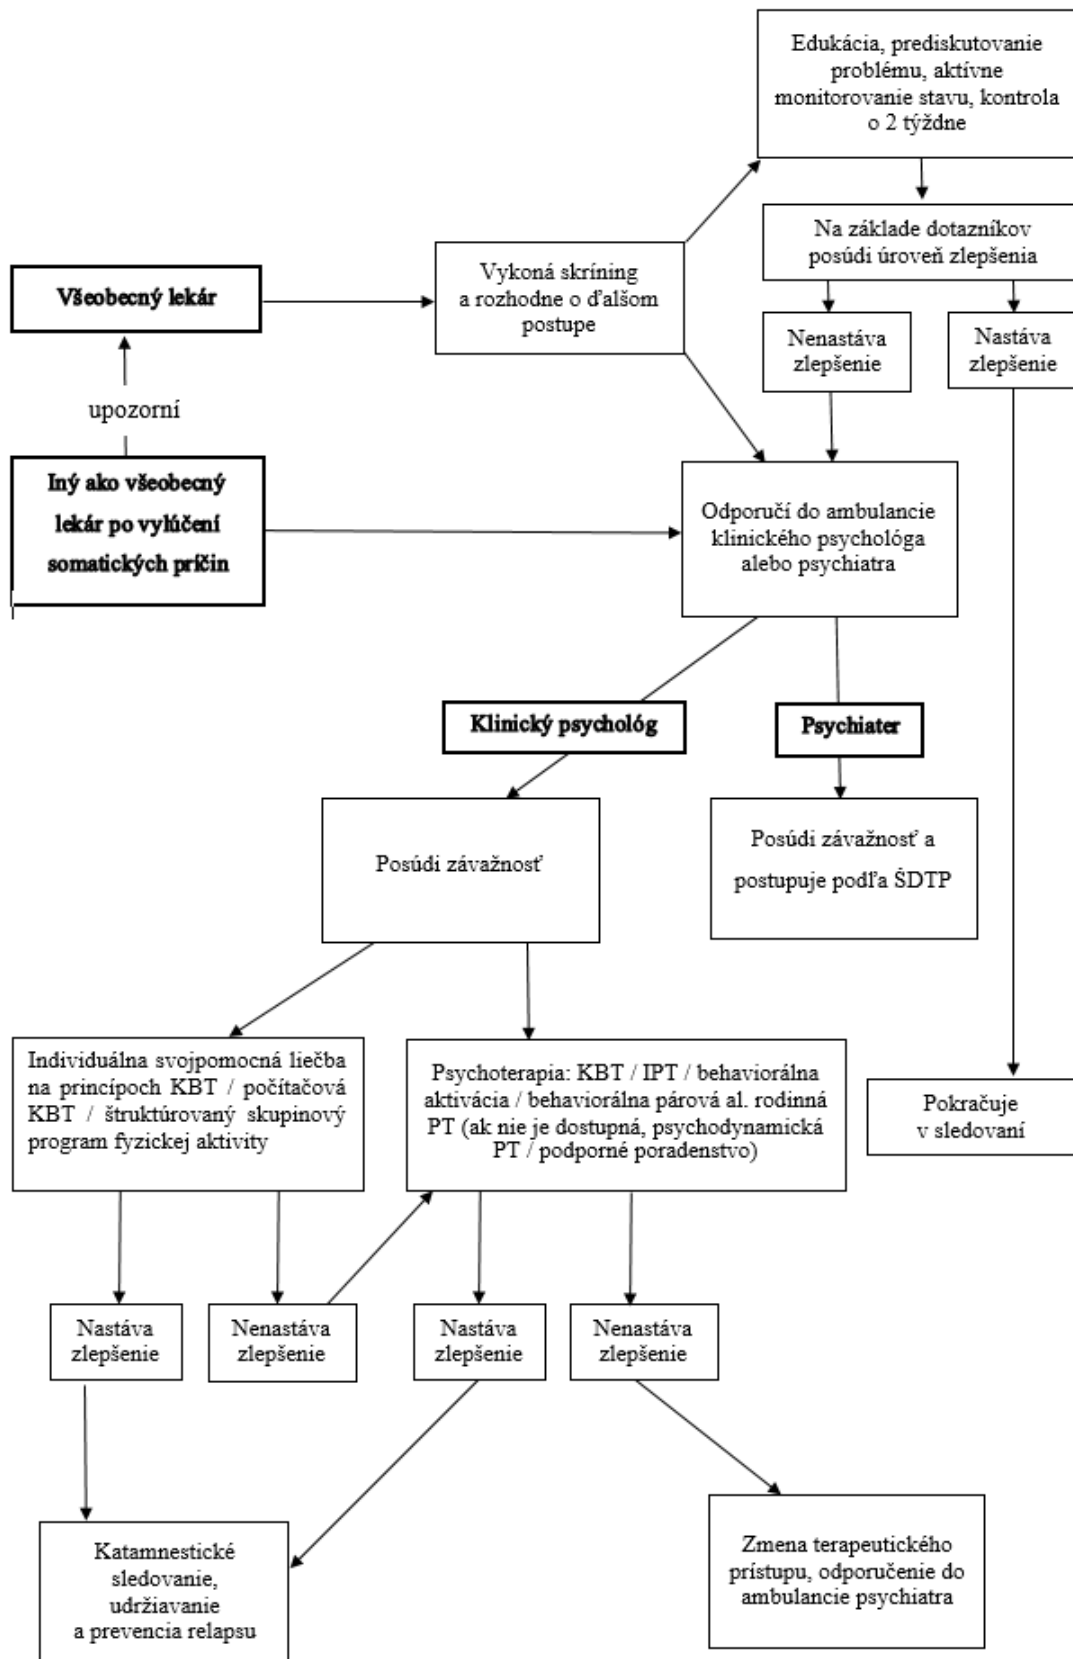 Edukácia, prediskutovanie
problému, aktívne
monitorovanie stavu, kontrola
o 2 týždne
Na základe dotazníkov
posúdi úroveň zlepšenia
Vykoná skríning
a rozhodne o ďalšom
postupe
Všeobecný lekár
Nenastáva
zlepšenie
Nastáva
zlepšenie
upozorní
Iný ako všeobecný
lekár po vylúčení
somatických príčin
Odporučí do ambulancie
klinického psychológa
alebo psychiatra
Klinický psychológ
Psychiater
Posúdi závažnosť
Posúdi závažnosť a
postupuje podľa ŠDTP
Individuálna svojpomocná liečba
na princípoch KBT / počítačová
KBT / štruktúrovaný skupinový
program fyzickej aktivity
Psychoterapia: KBT / IPT / behaviorálna
aktivácia / behaviorálna párová al. rodinná
PT (ak nie je dostupná, psychodynamická
PT / podporné poradenstvo)
Pokračuje
v sledovaní
Nastáva
zlepšenie
Nenastáva
zlepšenie
Nastáva
zlepšenie
Nenastáva
zlepšenie
Katamnestické
sledovanie,
udržiavanie
a prevencia relapsu
Zmena terapeutického
prístupu, odporučenie do
ambulancie psychiatra